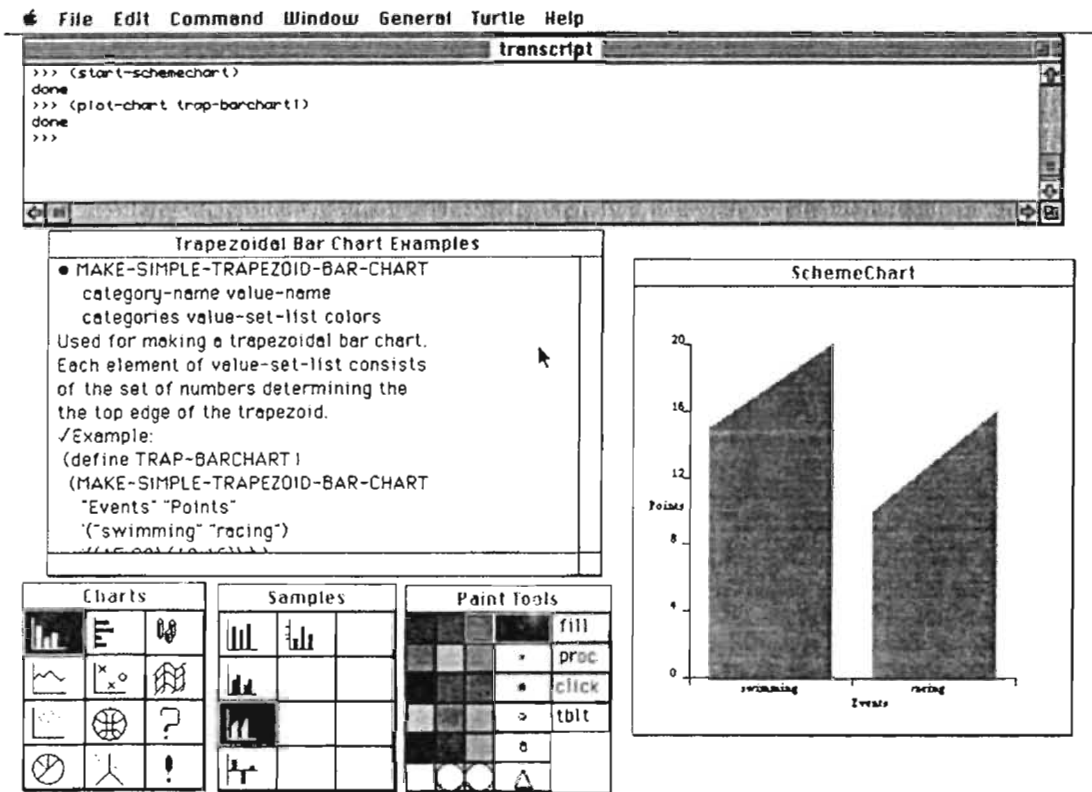 File Edit Command Window General Turtle Help
transcript
>>> (start-schemechart)
done
>>> (plot-chart trap-barchart1)
done
>>>
Trapezoidal Bar Chart Examples
● MAKE-SIMPLE-TRAPEZOID-BAR-CHART
category-name value-name
categories value-set-list colors
Used for making a trapezoidal bar chart.
Each element of value-set-list consists
of the set of numbers determining the
the top edge of the trapezoid.
√Example:
(define TRAP-BARCHART1
(MAKE-SIMPLE-TRAPEZOID-BAR-CHART
"Events" "Points"
'("swimming" "racing")
SchemeChart
20
16
12
Points
8
4
0
swimming racing
Events
Charts
Samples
Paint Tools
fill
proc
click
tblt